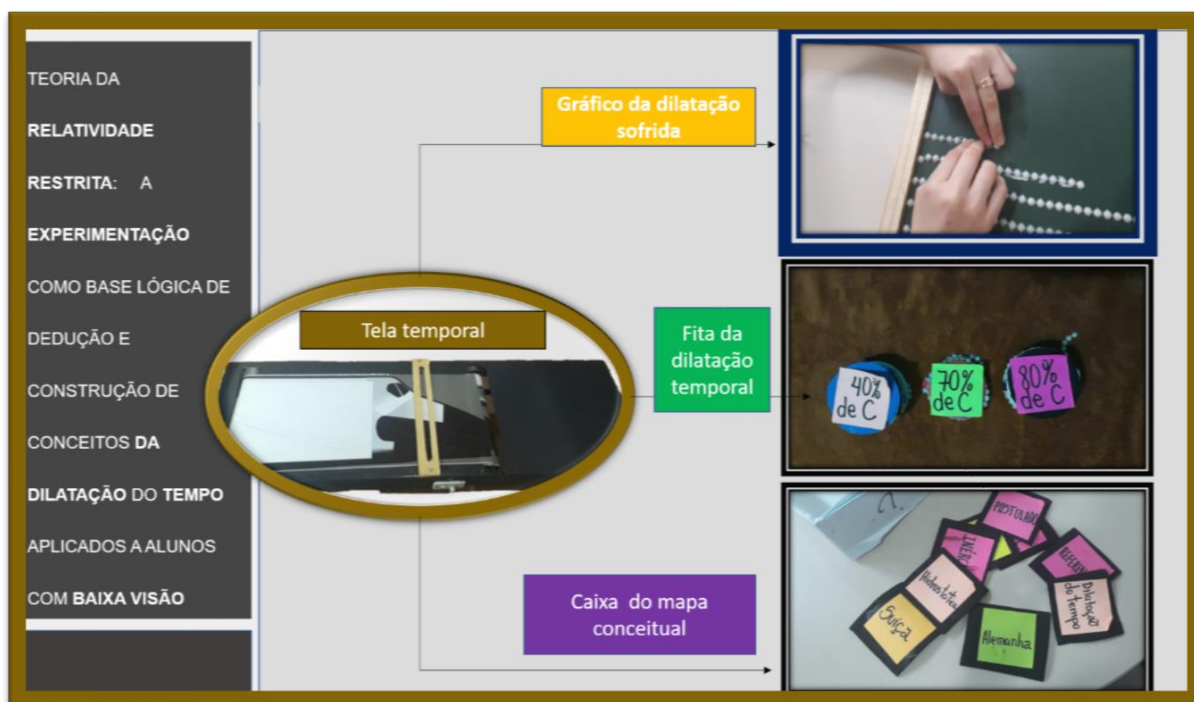 TEORIA DA
RELATIVIDADE
RESTRITA: A
EXPERIMENTAÇÃO
COMO BASE LÓGICA DE
DEDUÇÃO E
CONSTRUÇÃO DE
CONCEITOS DA
DILATAÇÃO DO TEMPO
APLICADOS A ALUNOS
COM BAIXA VISÃO
Tela temporal
Gráfico da dilatação
sofrida
Fita da
dilatação
temporal
40%
de C
70%
de C
80%
de C
Caixa do mapa
conceitual
POSTULADO
Suíça
Alemanha
Dilatação
do tempo